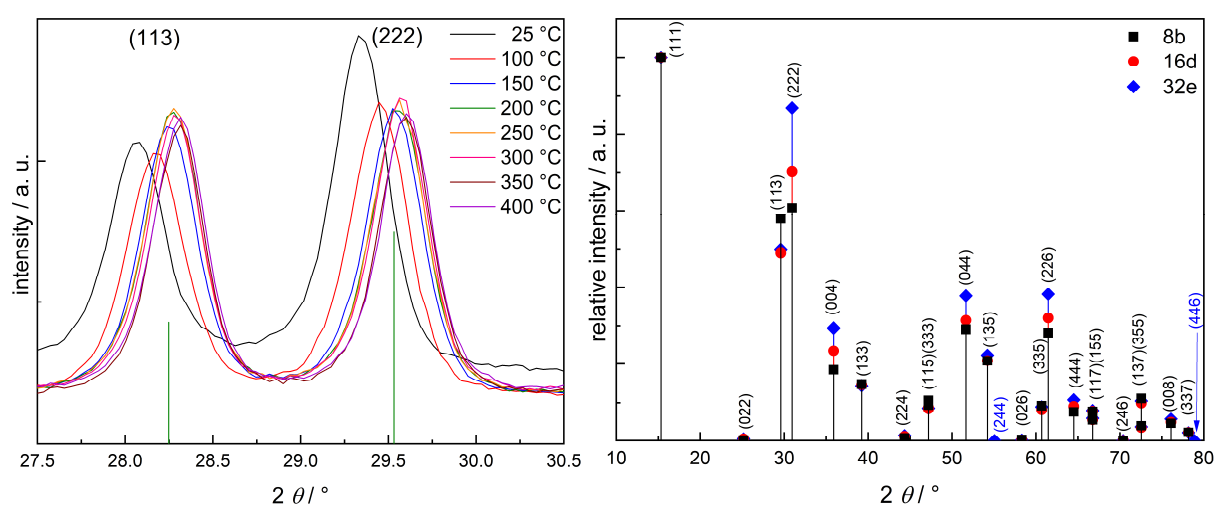 (113)
(222)
25 °C
100 °C
150 °C
200 °C
250 °C
300 °C
350 °C
400 °C
intensity / a. u.
27.5 28.0 28.5 29.0 29.5 30.0 30.5
2 θ / °
8b
16d
32e
relative intensity / a. u.
(111)
(022)
(113)
(222)
(004)
(133)
(224)
(115)(333)
(044)
(135)
(244)
(026)
(335)
(226)
(444)
(117)(155)
(246)
(137)(355)
(008)
(337)
(446)
10 20 30 40 50 60 70 80
2 θ / °